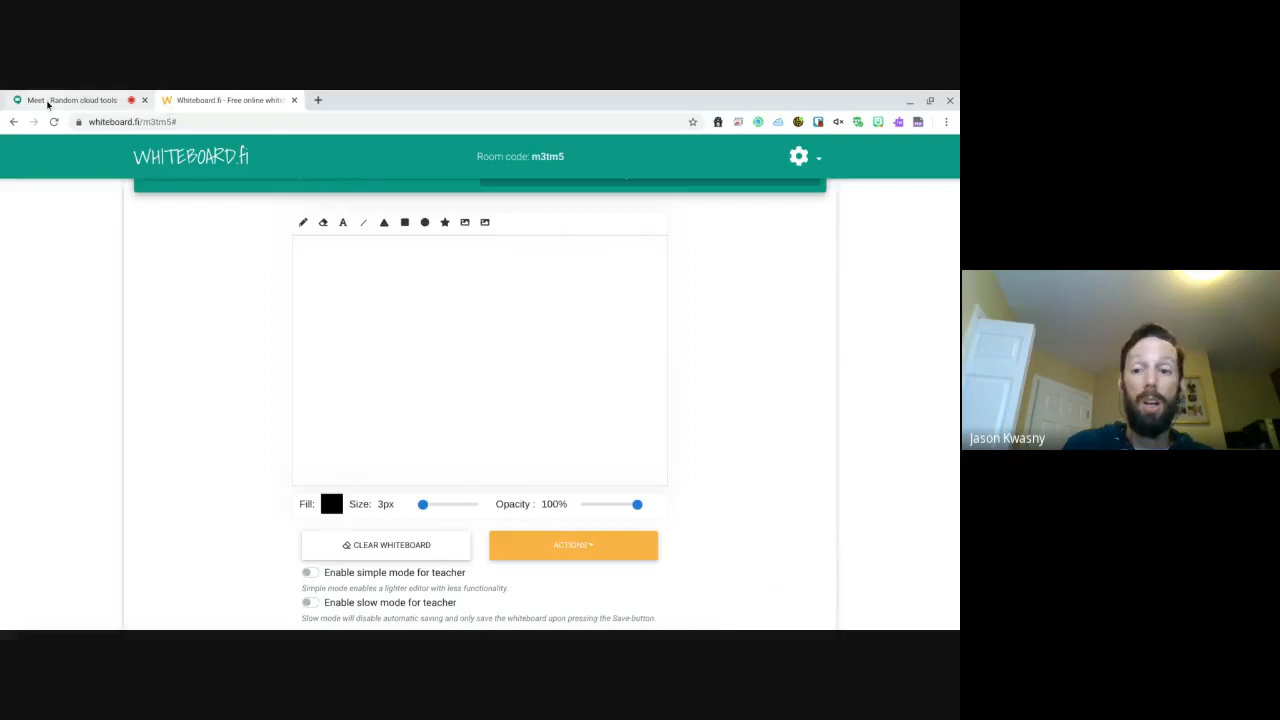 Meet - Random cloud tools
Whiteboard.fi - Free online white
whiteboard.fi/m3tm5#
WHITEBOARD.fi
Room code: m3tm5
A
Fill: Size: 3px Opacity : 100%
CLEAR WHITEBOARD
ACTIONS
Enable simple mode for teacher
Simple mode enables a lighter editor with less functionality.
Enable slow mode for teacher
Slow mode will disable automatic saving and only save the whiteboard upon pressing the Save-button.
Jason Kwasny